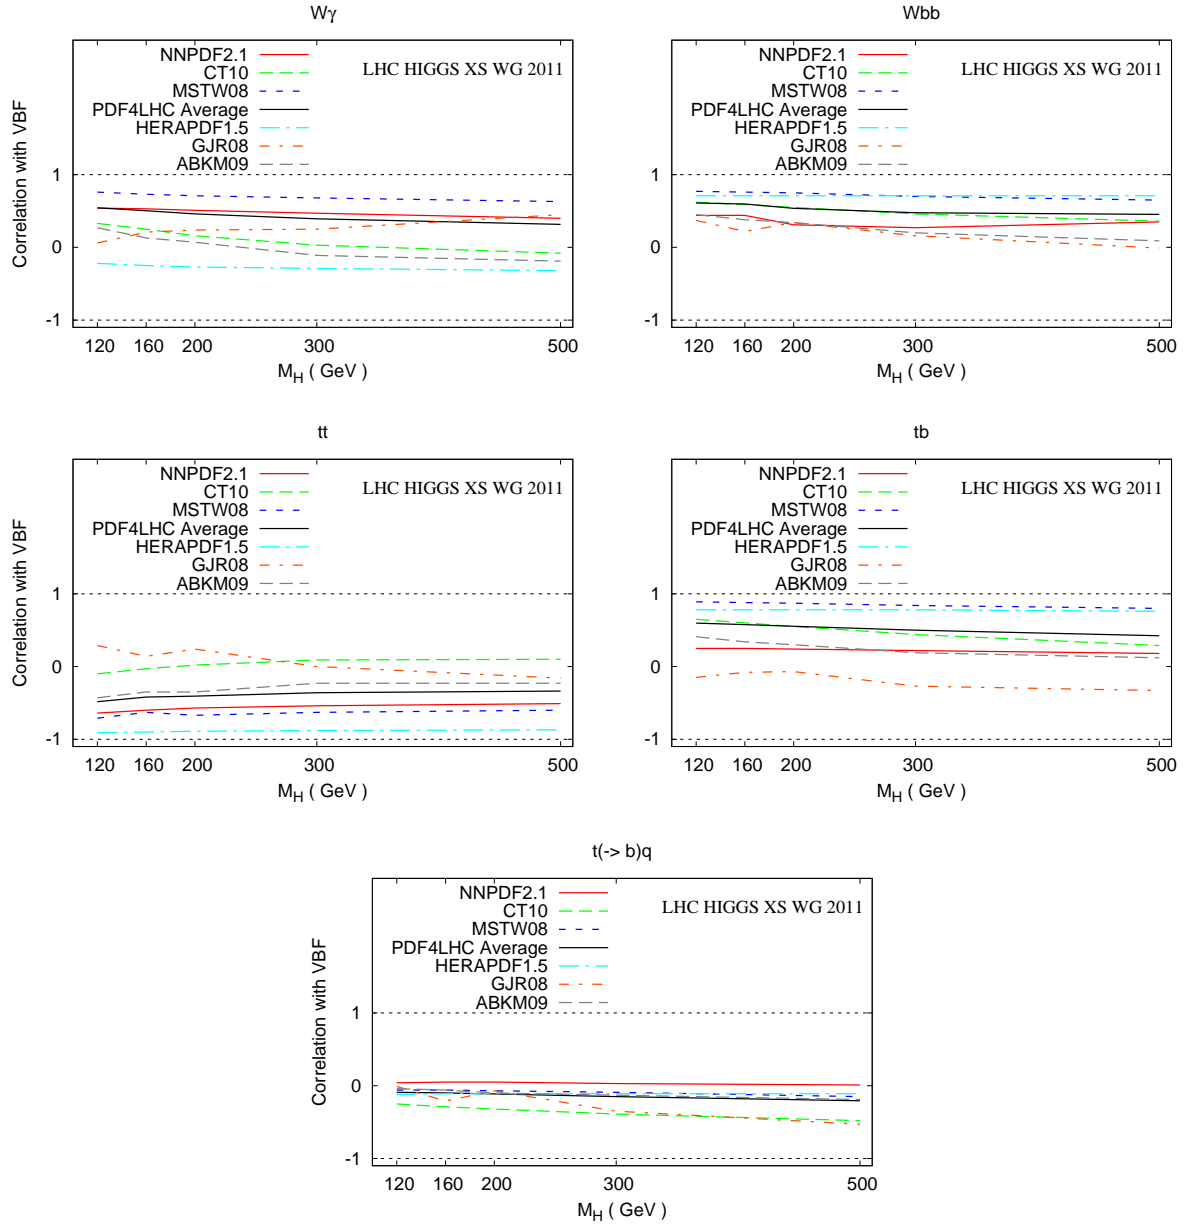 Wγ
NNPDF2.1
CT10
MSTW08
PDF4LHC Average
HERAPDF1.5
GJR08
ABKM09
LHC HIGGS XS WG 2011
Correlation with VBF
1
0
-1
120 160 200 300 500
M_H ( GeV )
Wbb
NNPDF2.1
CT10
MSTW08
PDF4LHC Average
HERAPDF1.5
GJR08
ABKM09
LHC HIGGS XS WG 2011
1
0
-1
120 160 200 300 500
M_H ( GeV )
tt
NNPDF2.1
CT10
MSTW08
PDF4LHC Average
HERAPDF1.5
GJR08
ABKM09
LHC HIGGS XS WG 2011
Correlation with VBF
1
0
-1
120 160 200 300 500
M_H ( GeV )
tb
NNPDF2.1
CT10
MSTW08
PDF4LHC Average
HERAPDF1.5
GJR08
ABKM09
LHC HIGGS XS WG 2011
1
0
-1
120 160 200 300 500
M_H ( GeV )
t(-> b)q
NNPDF2.1
CT10
MSTW08
PDF4LHC Average
HERAPDF1.5
GJR08
ABKM09
LHC HIGGS XS WG 2011
Correlation with VBF
1
0
-1
120 160 200 300 500
M_H ( GeV )